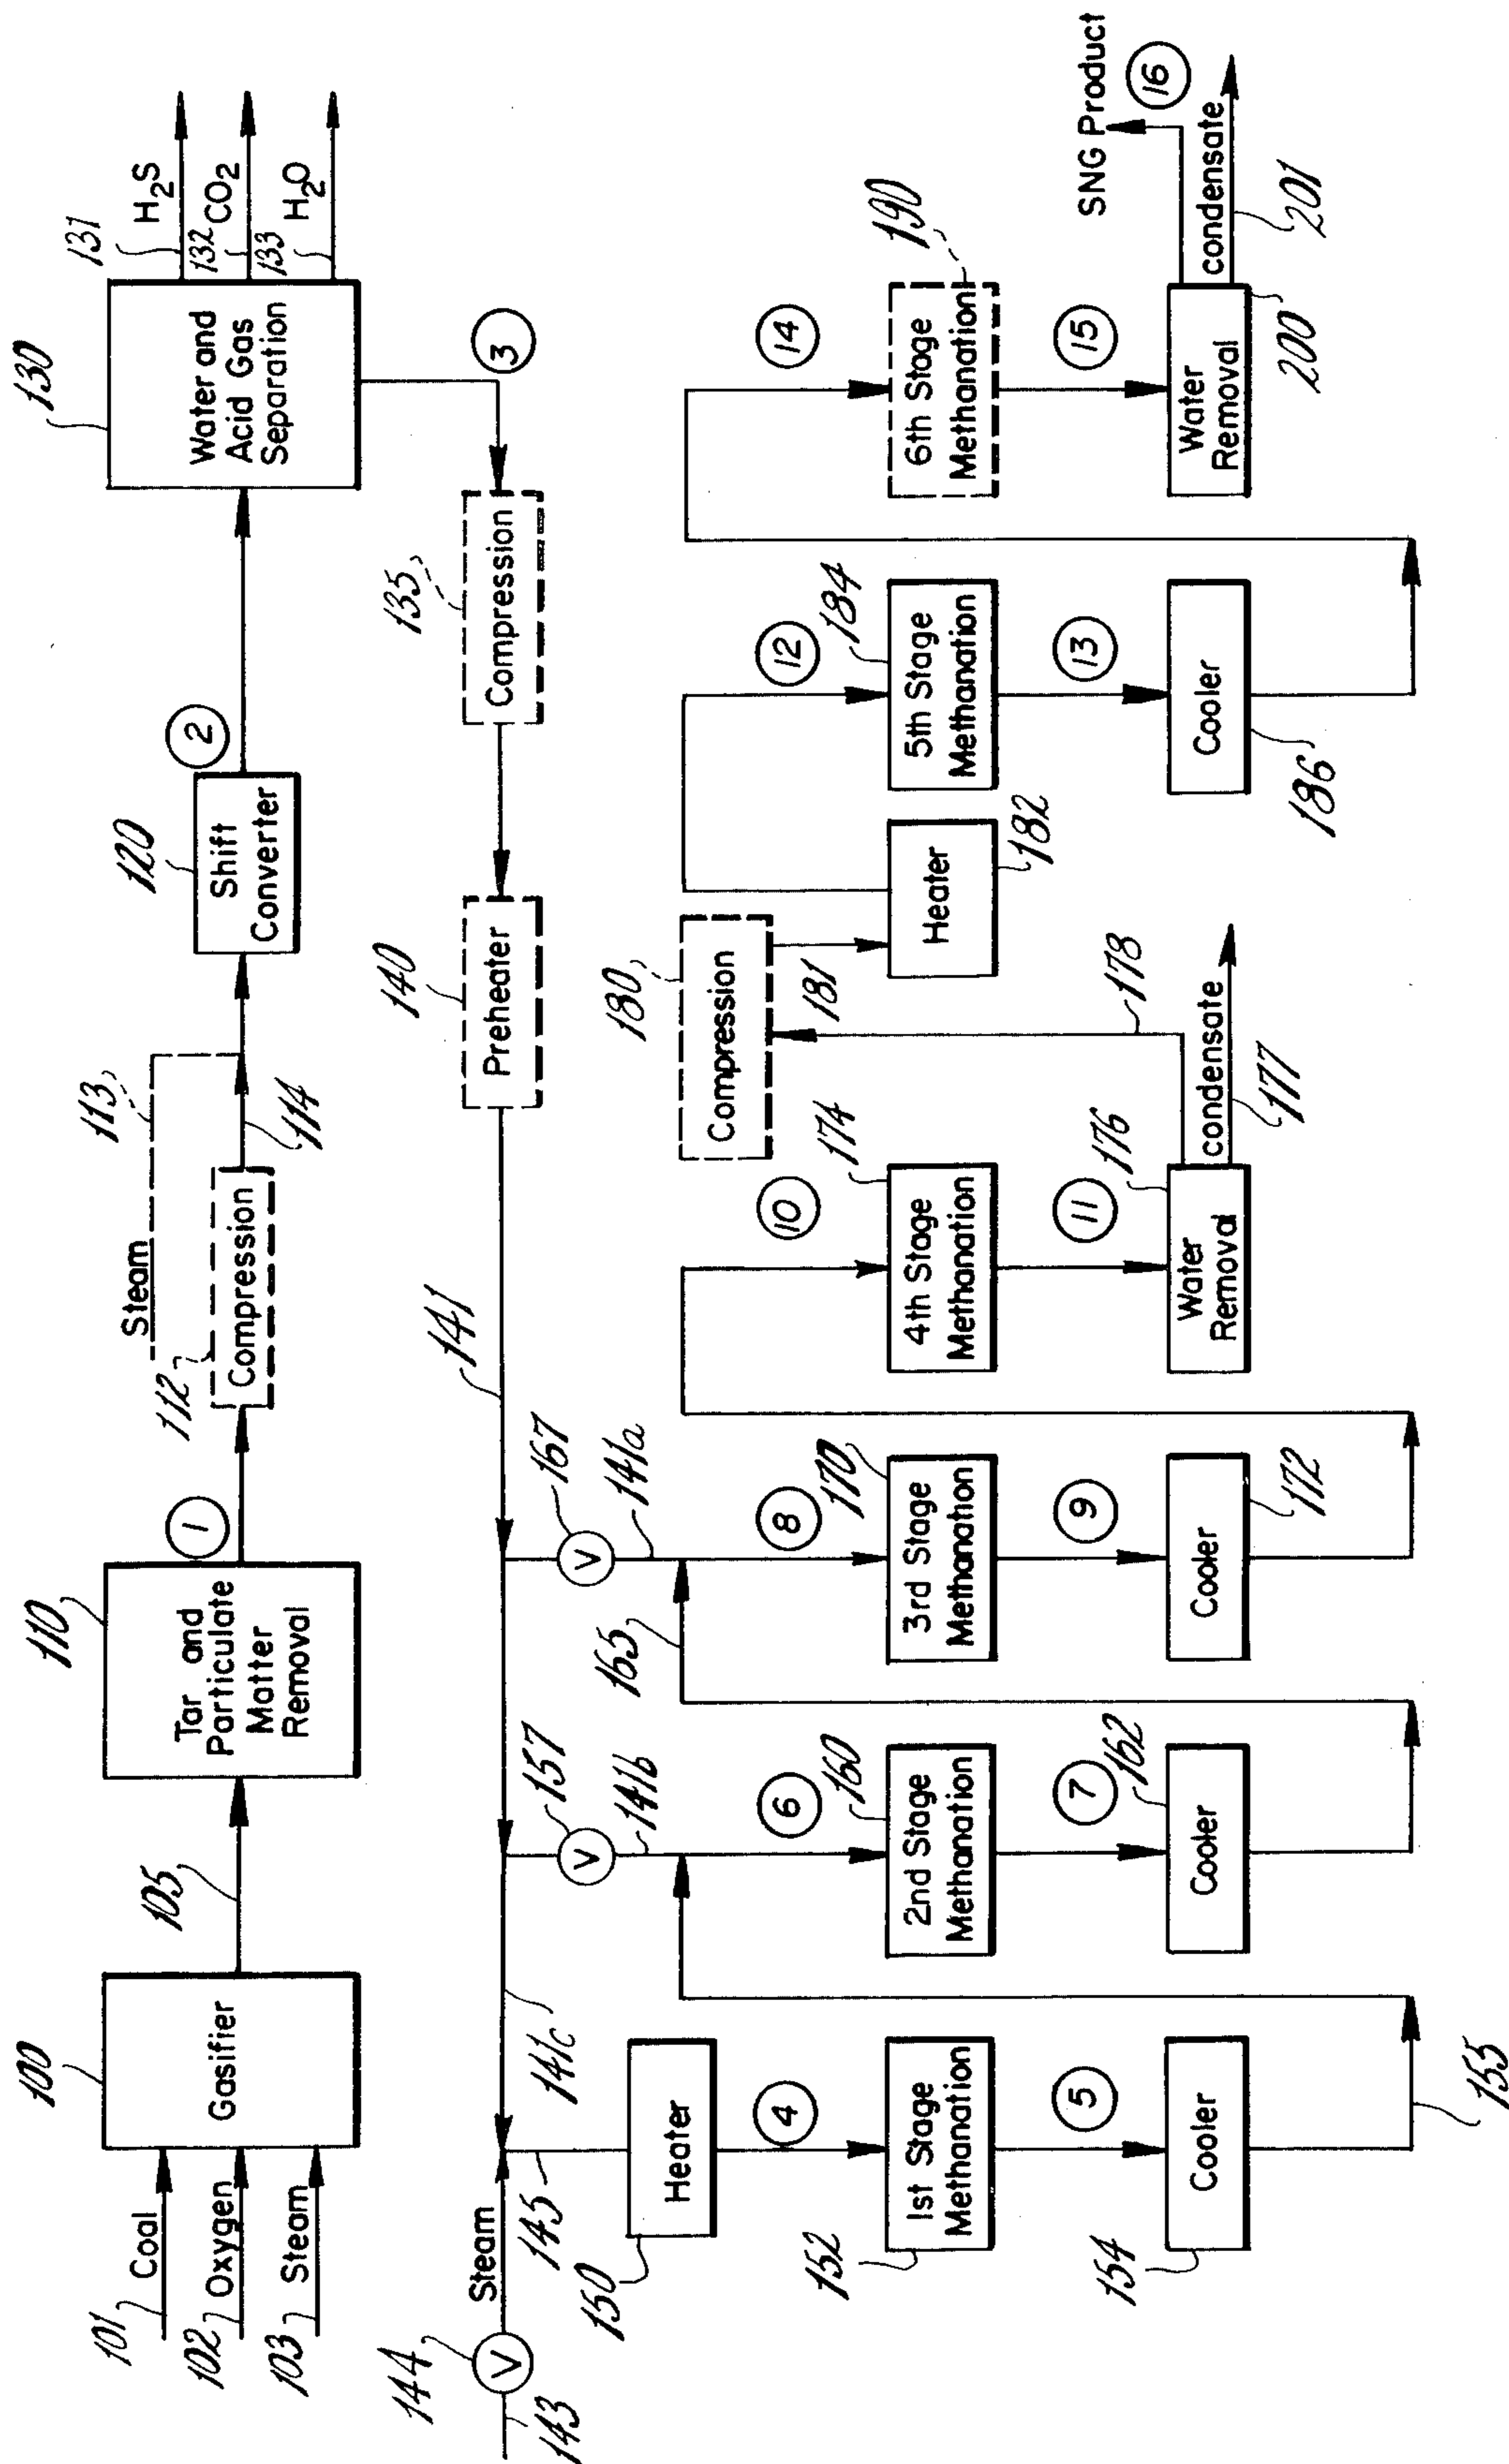 100
101
Coal
102
Oxygen
103
Steam
Gasifier
105
110
Tar and
Particulate
Matter
Removal
1
112
Compression
Steam
113
114
120
Shift
Converter
2
130
Water and
Acid Gas
Separation
131
H2S
132
CO2
133
H2O
3
135
Compression
140
Preheater
141
167
141a
157
141b
141c
144
V
143
Steam
145
V
V
150
Heater
4
152
1st Stage
Methanation
5
154
Cooler
155
6
160
2nd Stage
Methanation
7
162
Cooler
165
8
170
3rd Stage
Methanation
9
Cooler
172
10
174
4th Stage
Methanation
11
176
Water
Removal
condensate
177
178
180
Compression
181
Heater
182
12
184
5th Stage
Methanation
13
Cooler
186
14
190
6th Stage
Methanation
15
Water
Removal
200
SNG Product
16
condensate
201